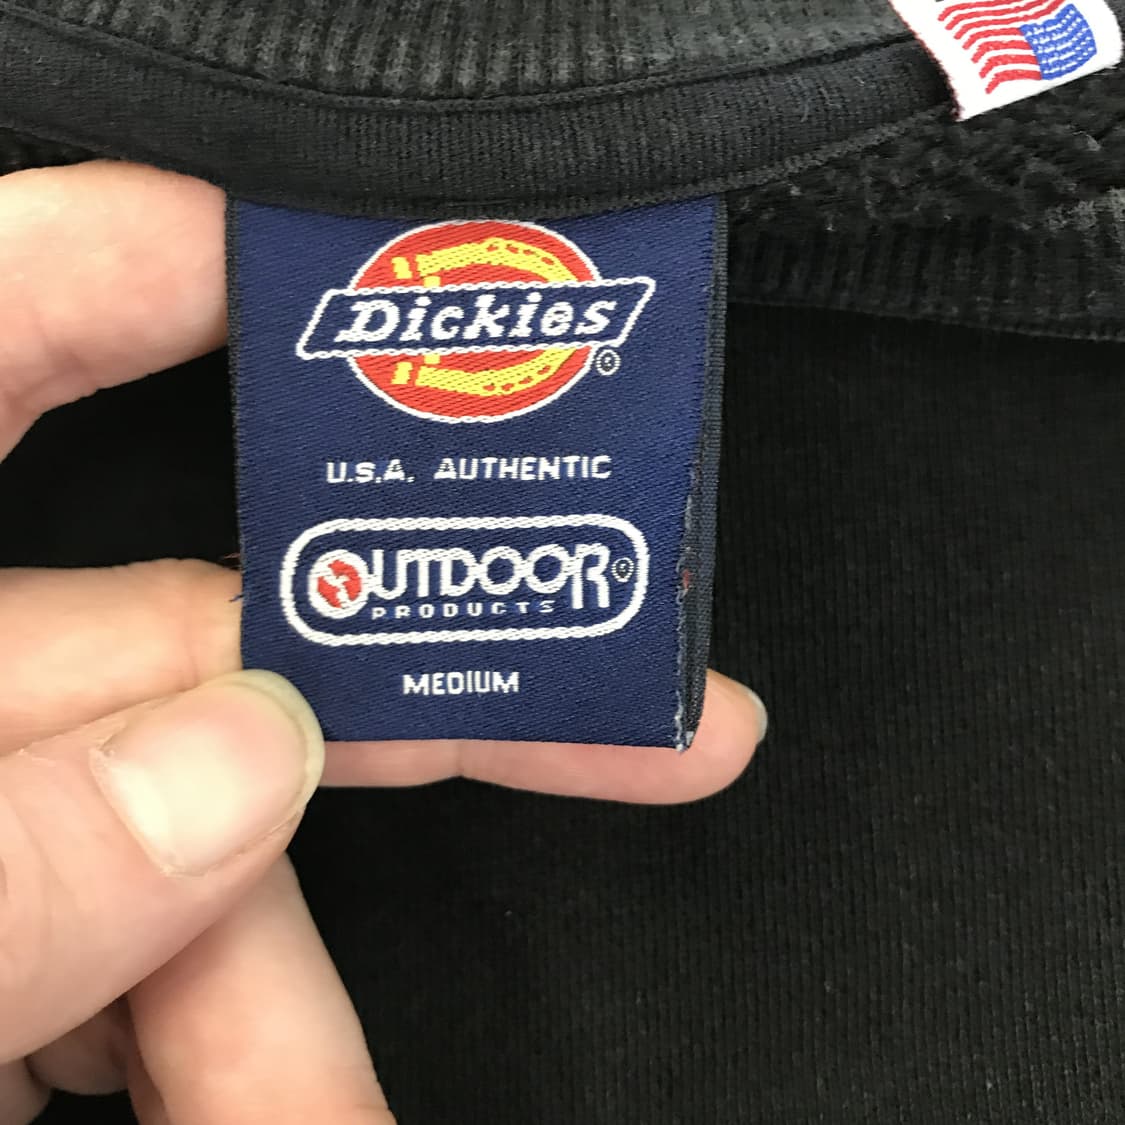 Dickies®
U.S.A. AUTHENTIC
OUTDOOR®
PRODUCTS
MEDIUM